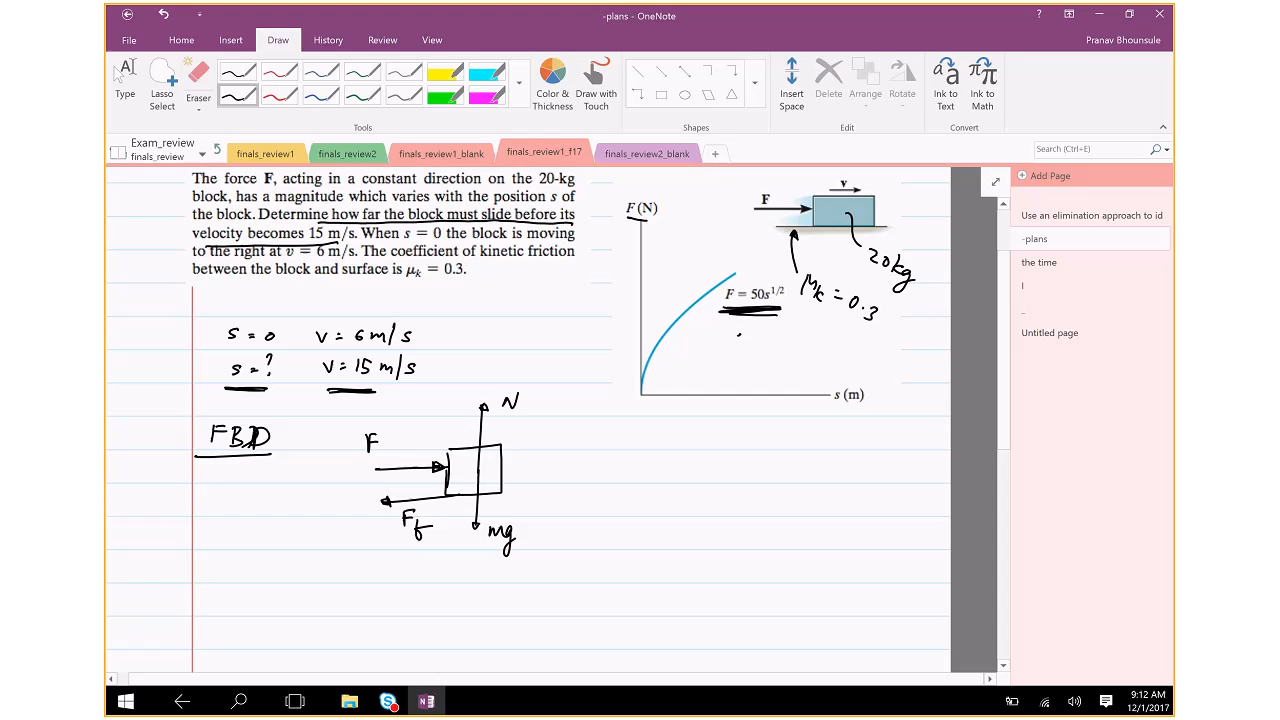 -plans - OneNote
?
File Home Insert Draw History Review View
Pranav Bhounsule
Type
Lasso Select
Eraser
Color & Thickness
Draw with Touch
Insert Space
Delete
Arrange
Rotate
Ink to Text
Ink to Math
Tools
Shapes
Edit
Convert
Exam_review
finals_review
finals_review1
finals_review2
finals_review1_blank
finals_review1_f17
finals_review2_blank
Search (Ctrl+E)
Add Page
Use an elimination approach to id
-plans
the time
I
_
Untitled page
The force F, acting in a constant direction on the 20-kg
block, has a magnitude which varies with the position s of
the block. Determine how far the block must slide before its
velocity becomes 15 m/s. When s = 0 the block is moving
to the right at v = 6 m/s. The coefficient of kinetic friction
between the block and surface is μk = 0.3.
F (N)
v
F
20kg
μk = 0.3
F = 50s^1/2
s (m)
s = 0 v = 6 m/s
s = ? v = 15 m/s
FBD
N
F
Ff
mg
9:12 AM
12/1/2017